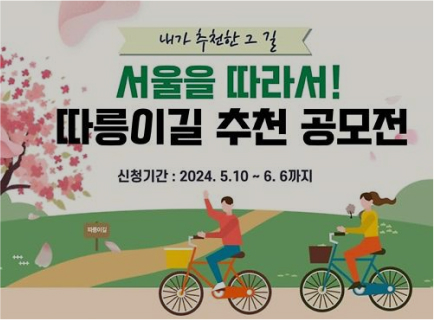 내가 추천한 그 길
서울을 따라서!
따릉이길 추천 공모전
신청기간 : 2024. 5.10 ~ 6. 6까지
따릉이길